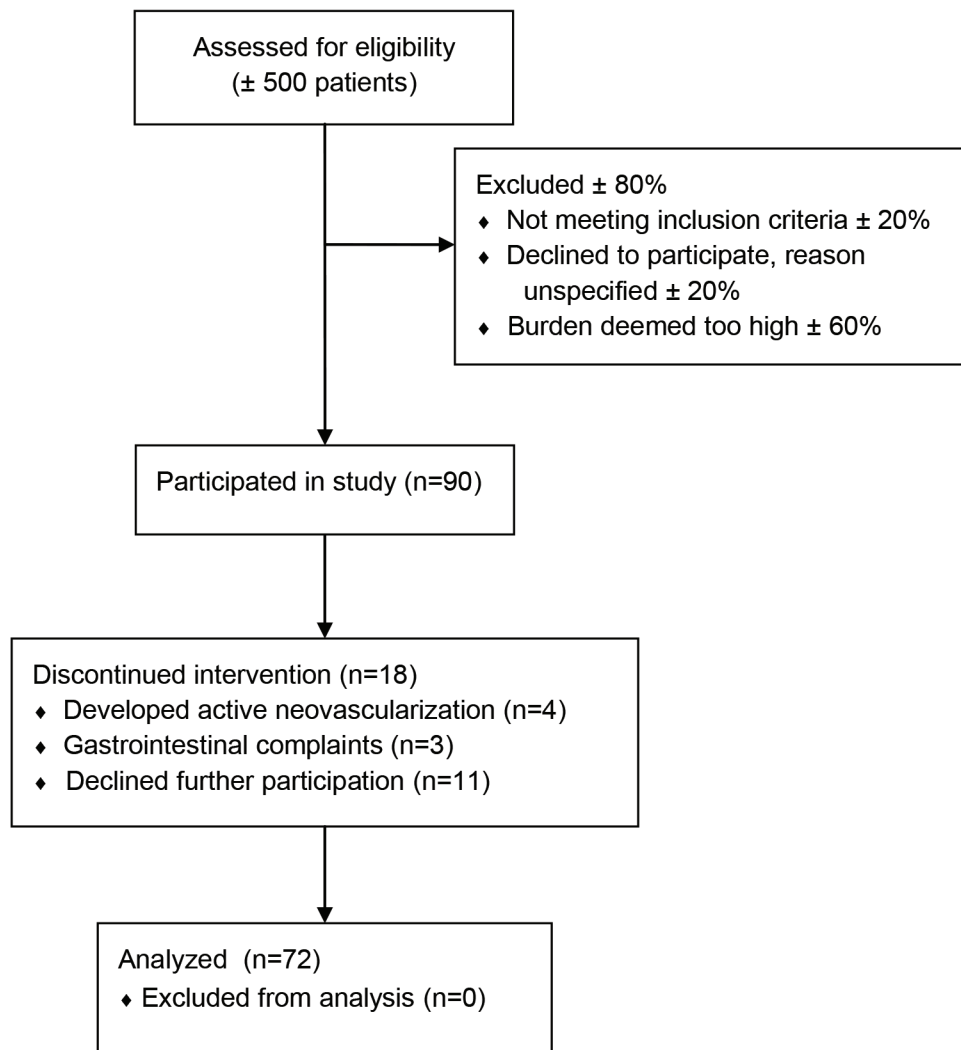 Assessed for eligibility
(± 500 patients)
Excluded ± 80%
♦ Not meeting inclusion criteria ± 20%
♦ Declined to participate, reason
unspecified ± 20%
♦ Burden deemed too high ± 60%
Participated in study (n=90)
Discontinued intervention (n=18)
♦ Developed active neovascularization (n=4)
♦ Gastrointestinal complaints (n=3)
♦ Declined further participation (n=11)
Analyzed (n=72)
♦ Excluded from analysis (n=0)